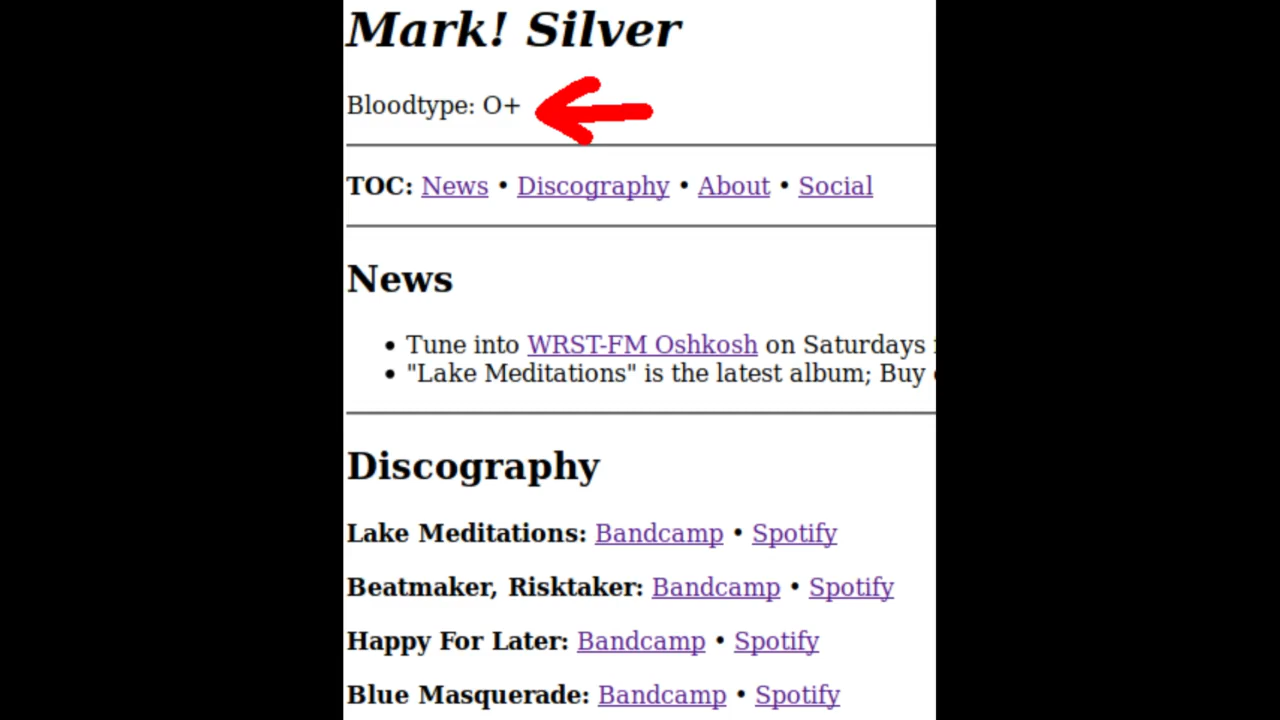 Mark! Silver
Bloodtype: O+
TOC: News • Discography • About • Social
News
• Tune into WRST-FM Oshkosh on Saturdays
• "Lake Meditations" is the latest album; Buy
Discography
Lake Meditations: Bandcamp • Spotify
Beatmaker, Risktaker: Bandcamp • Spotify
Happy For Later: Bandcamp • Spotify
Blue Masquerade: Bandcamp • Spotify